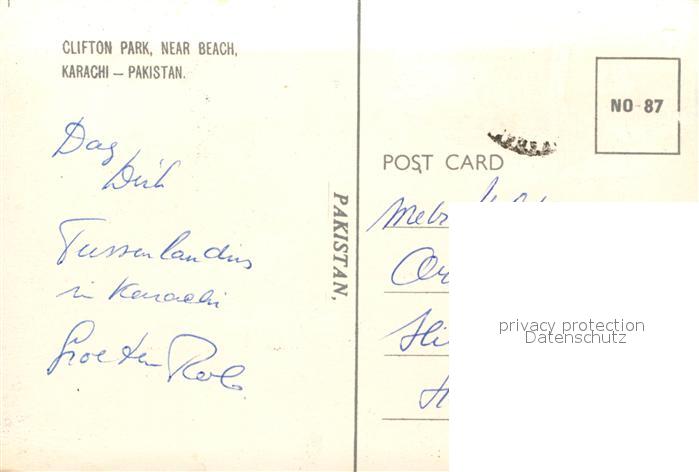 CLIFTON PARK, NEAR BEACH,
KARACHI – PAKISTAN.
Dag
Dirk
Tussenlanding
in Karachi
Groeten Rob.
PAKISTAN,
NO - 87
POST CARD
privacy protection
Datenschutz